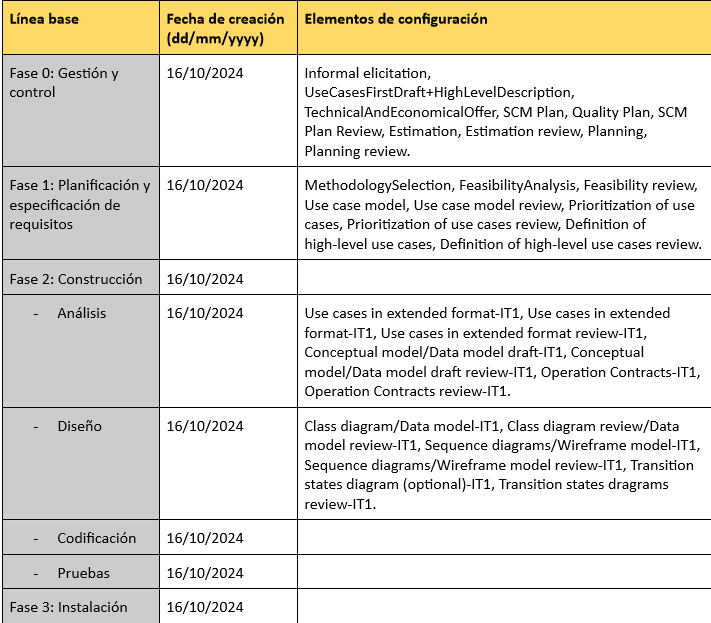 Línea base
Fecha de creación
(dd/mm/yyyy)
Elementos de configuración
Fase 0: Gestión y
control
16/10/2024
Informal elicitation,
UseCasesFirstDraft+HighLevelDescription,
TechnicalAndEconomicalOffer, SCM Plan, Quality Plan, SCM
Plan Review, Estimation, Estimation review, Planning,
Planning review.
Fase 1: Planificación y
especificación de
requisitos
16/10/2024
MethodologySelection, FeasibilityAnalysis, Feasibility review,
Use case model, Use case model review, Prioritization of use
cases, Prioritization of use cases review, Definition of
high-level use cases, Definition of high-level use cases review.
Fase 2: Construcción
16/10/2024
- Análisis
16/10/2024
Use cases in extended format-IT1, Use cases in extended
format-IT1, Use cases in extended format review-IT1,
Conceptual model/Data model draft-IT1, Conceptual
model/Data model draft review-IT1, Operation Contracts-IT1,
Operation Contracts review-IT1.
- Diseño
16/10/2024
Class diagram/Data model-IT1, Class diagram review/Data
model review-IT1, Sequence diagrams/Wireframe model-IT1,
Sequence diagrams/Wireframe model review-IT1, Transition
states diagram (optional)-IT1, Transition states dragrams
review-IT1.
- Codificación
16/10/2024
- Pruebas
16/10/2024
Fase 3: Instalación
16/10/2024